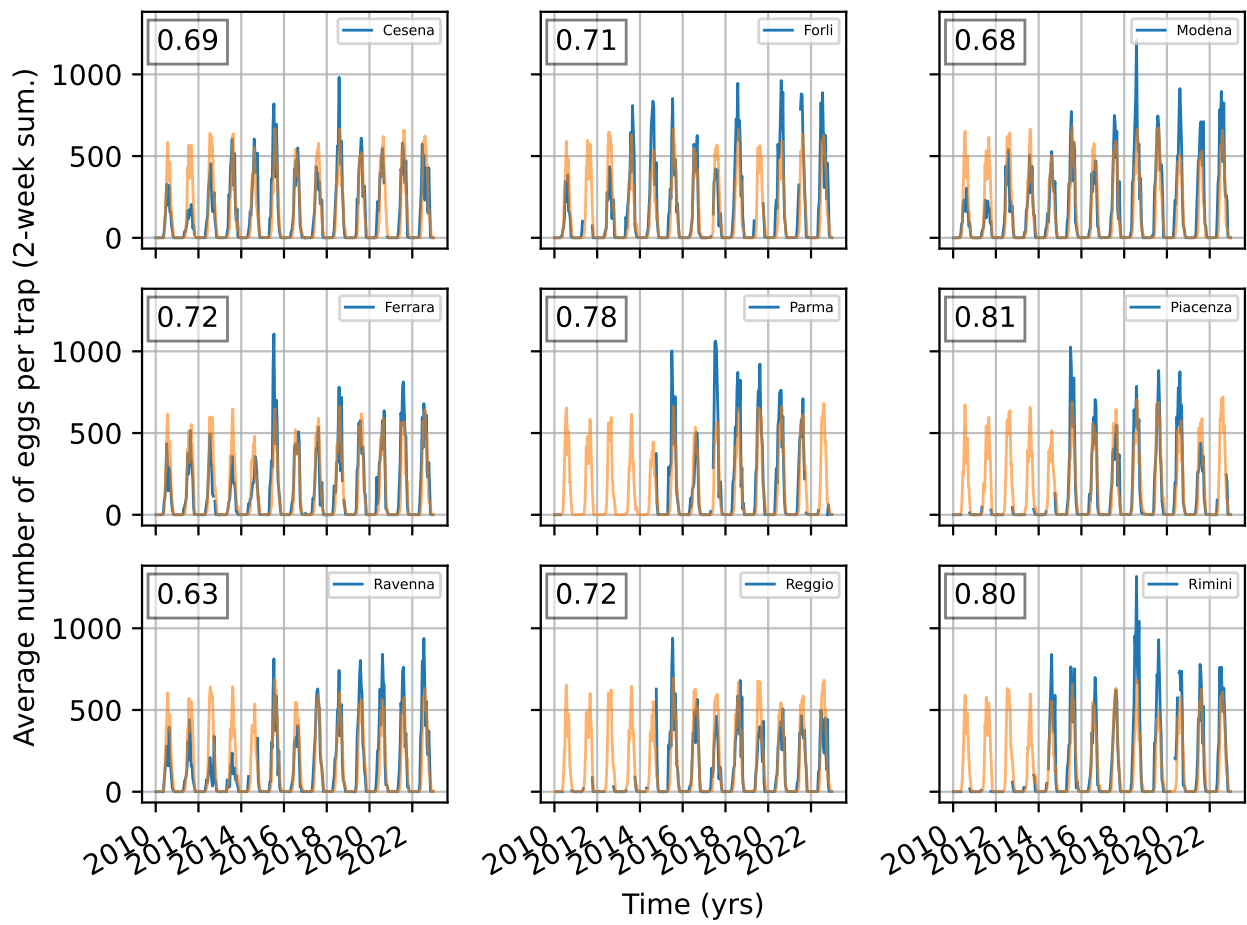 0.69
Cesena
0.71
Forli
0.68
Modena
1000
500
0
0.72
Ferrara
0.78
Parma
0.81
Piacenza
1000
500
0
0.63
Ravenna
0.72
Reggio
0.80
Rimini
1000
500
0
2010 2012 2014 2016 2018 2020 2022
2010 2012 2014 2016 2018 2020 2022
2010 2012 2014 2016 2018 2020 2022
Average number of eggs per trap (2-week sum.)
Time (yrs)